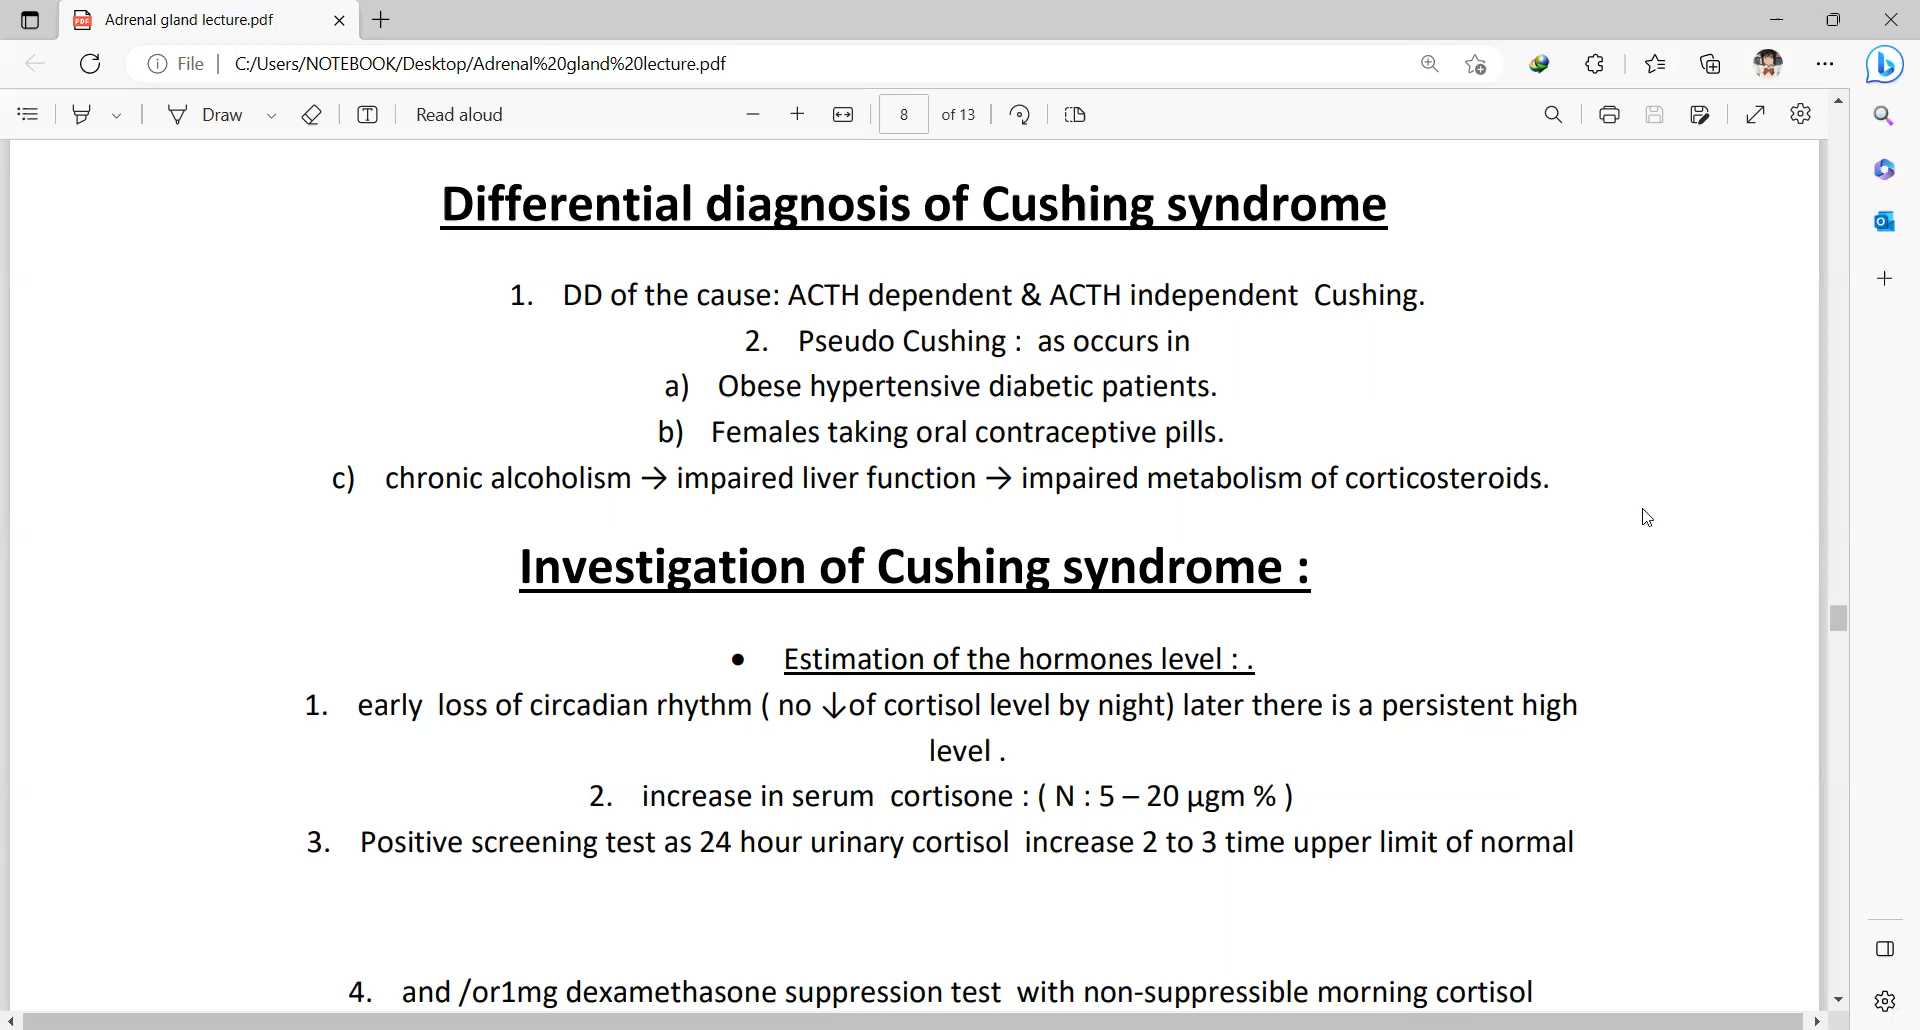 Adrenal gland lecture.pdf
File
C:/Users/NOTEBOOK/Desktop/Adrenal%20gland%20lecture.pdf
Draw
Read aloud
8 of 13
Differential diagnosis of Cushing syndrome
1. DD of the cause: ACTH dependent & ACTH independent Cushing.
2. Pseudo Cushing : as occurs in
a) Obese hypertensive diabetic patients.
b) Females taking oral contraceptive pills.
c) chronic alcoholism → impaired liver function → impaired metabolism of corticosteroids.
Investigation of Cushing syndrome :
• Estimation of the hormones level : .
1. early loss of circadian rhythm ( no ↓of cortisol level by night) later there is a persistent high
level .
2. increase in serum cortisone : ( N : 5 – 20 µgm % )
3. Positive screening test as 24 hour urinary cortisol increase 2 to 3 time upper limit of normal
4. and /or1mg dexamethasone suppression test with non-suppressible morning cortisol